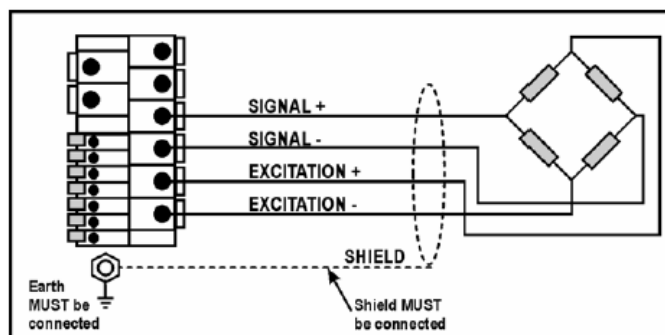 SIGNAL +
SIGNAL -
EXCITATION +
EXCITATION -
SHIELD
Earth
MUST be
connected
Shield MUST
be connected